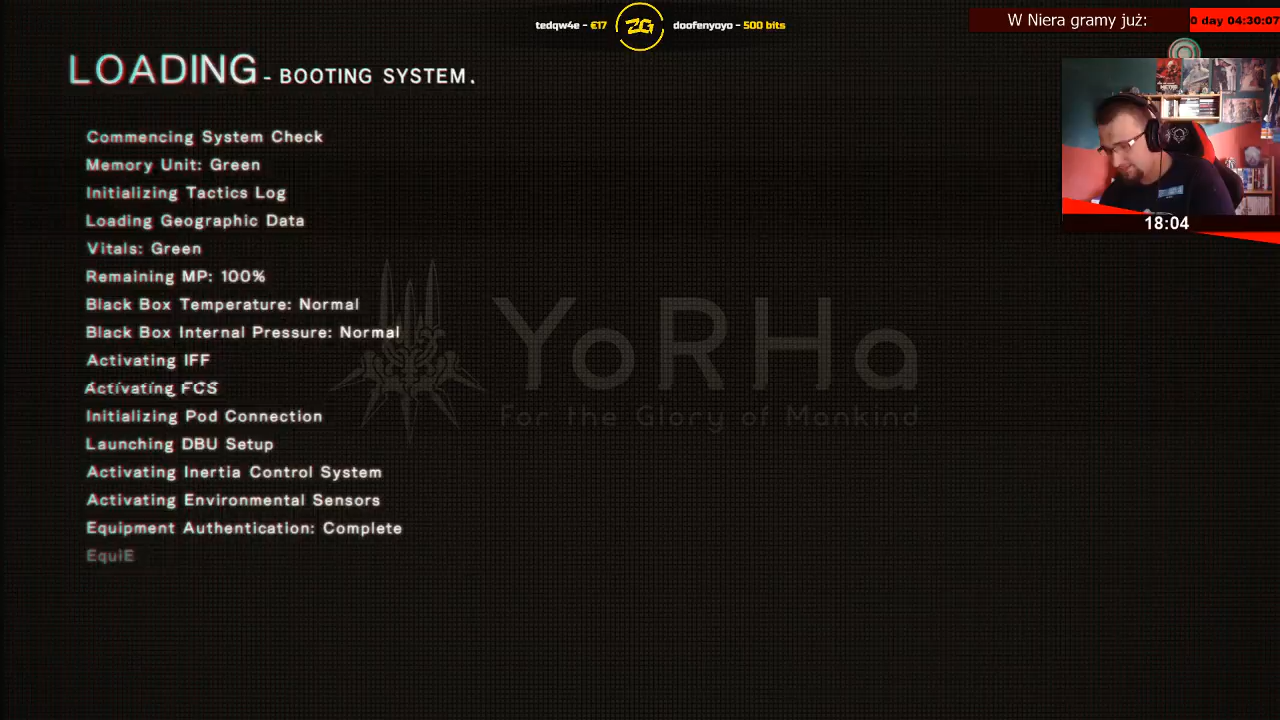 tedqw4e - €17
ZG
doofenyoyo - 500 bits
W Niera gramy już:
0 day 04:30:07
LOADING - BOOTING SYSTEM.
18:04
Commencing System Check
Memory Unit: Green
Initializing Tactics Log
Loading Geographic Data
Vitals: Green
Remaining MP: 100%
Black Box Temperature: Normal
Black Box Internal Pressure: Normal
Activating IFF
Activating FCS
Initializing Pod Connection
Launching DBU Setup
Activating Inertia Control System
Activating Environmental Sensors
Equipment Authentication: Complete
EquiE
YoRHa
For the Glory of Mankind